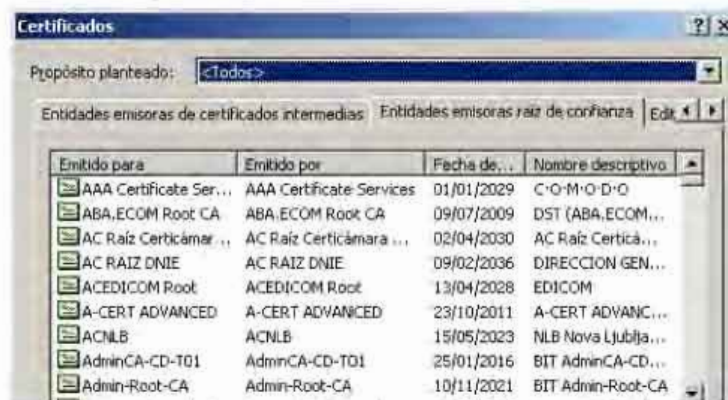 Certificados
Propósito planteado: <Todos>
Entidades emisoras de certificados intermedias Entidades emisoras raíz de confianza Edit
Emitido para Emitido por Fecha de... Nombre descriptivo
AAA Certificate Ser... AAA Certificate Services 01/01/2029 C·O·M·O·D·O
ABA.ECOM Root CA ABA.ECOM Root CA 09/07/2009 DST (ABA.ECOM...
AC Raíz Certicámar ... AC Raíz Certicámara ... 02/04/2030 AC Raíz Certicá...
AC RAIZ DNIE AC RAIZ DNIE 09/02/2036 DIRECCION GEN...
ACEDICOM Root ACEDICOM Root 13/04/2028 EDICOM
A-CERT ADVANCED A-CERT ADVANCED 23/10/2011 A-CERT ADVANC...
ACNLB ACNLB 15/05/2023 NLB Nova Ljublja...
AdminCA-CD-T01 AdminCA-CD-T01 25/01/2016 BIT AdminCA-CD...
Admin-Root-CA Admin-Root-CA 10/11/2021 BIT Admin-Root-CA